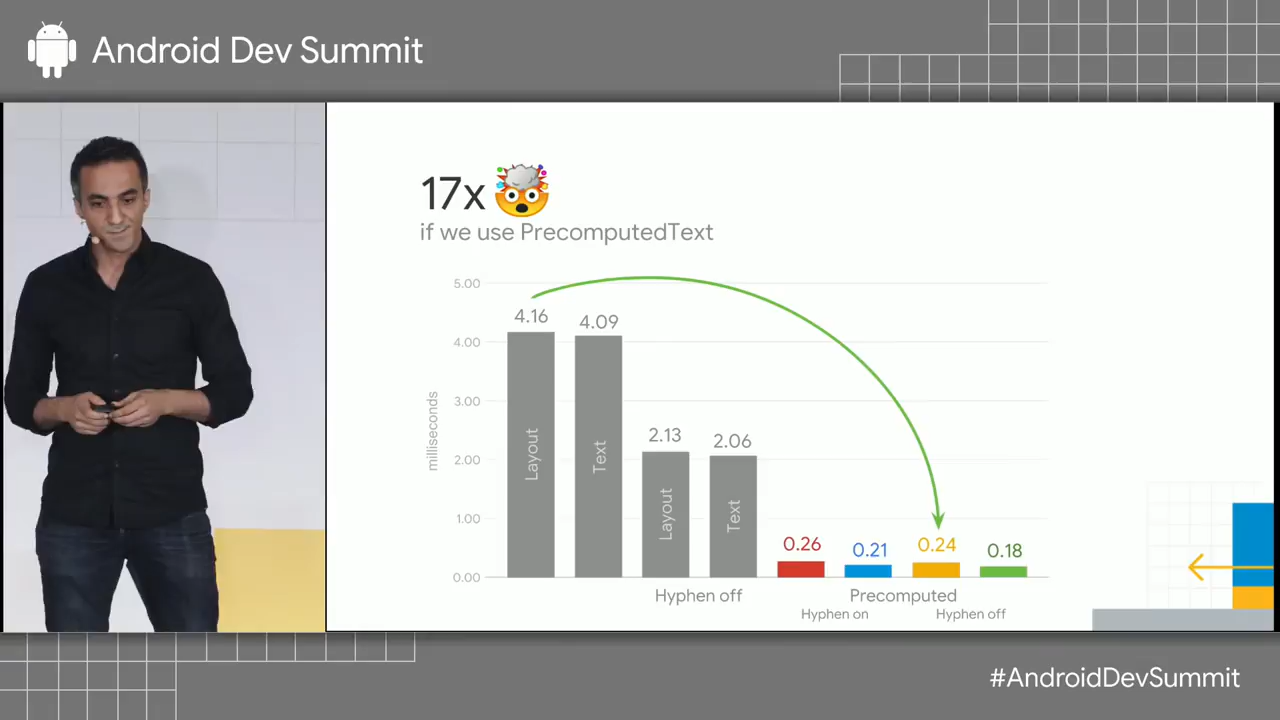 Android Dev Summit
17x 🤯
if we use PrecomputedText
5.00
4.00
3.00
2.00
1.00
0.00
milliseconds
4.16
4.09
2.13
2.06
0.26
0.21
0.24
0.18
Layout
Text
Layout
Text
Hyphen off
Precomputed
Hyphen on
Hyphen off
#AndroidDevSummit